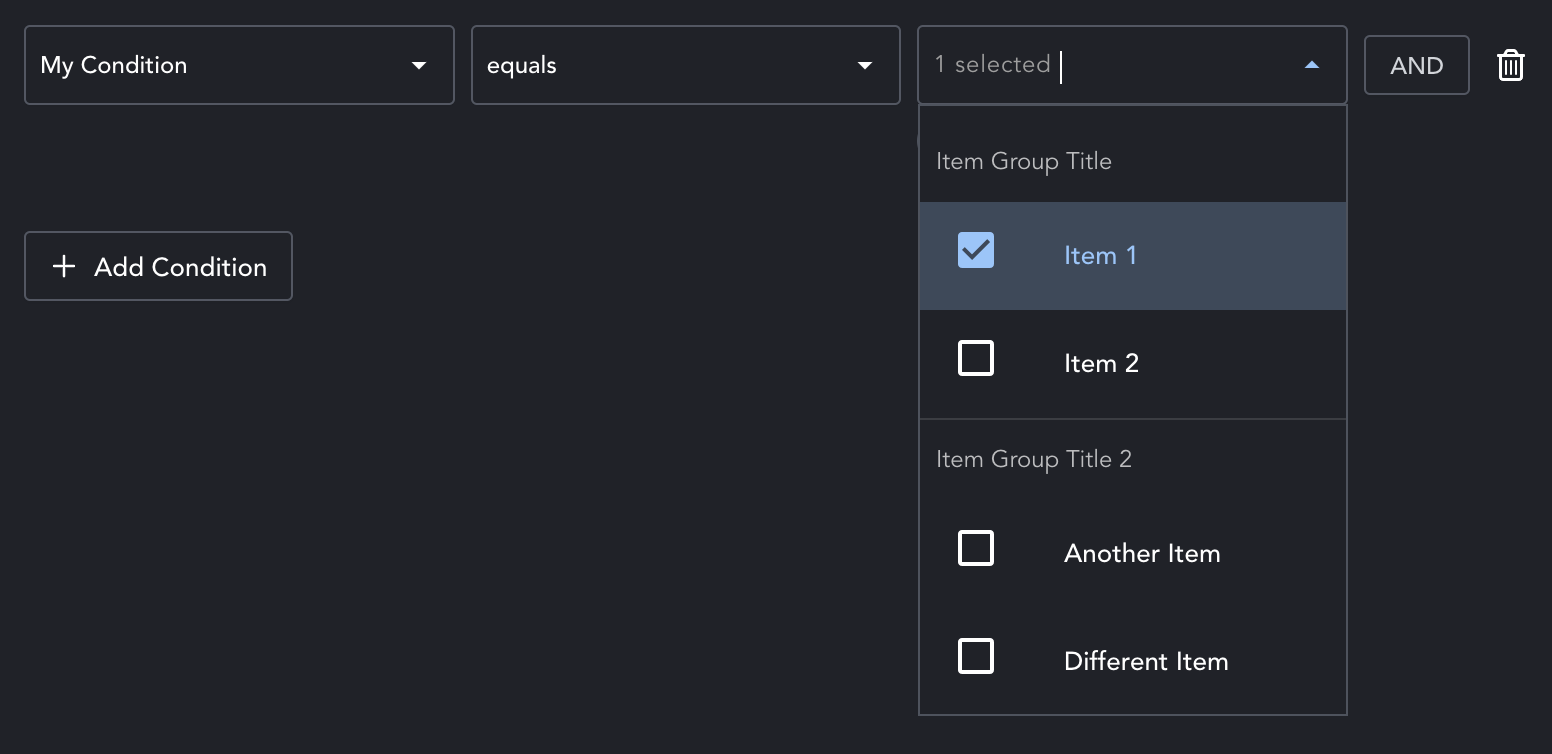 My Condition
equals
1 selected
AND
Item Group Title
Item 1
Item 2
Item Group Title 2
Another Item
Different Item
Add Condition